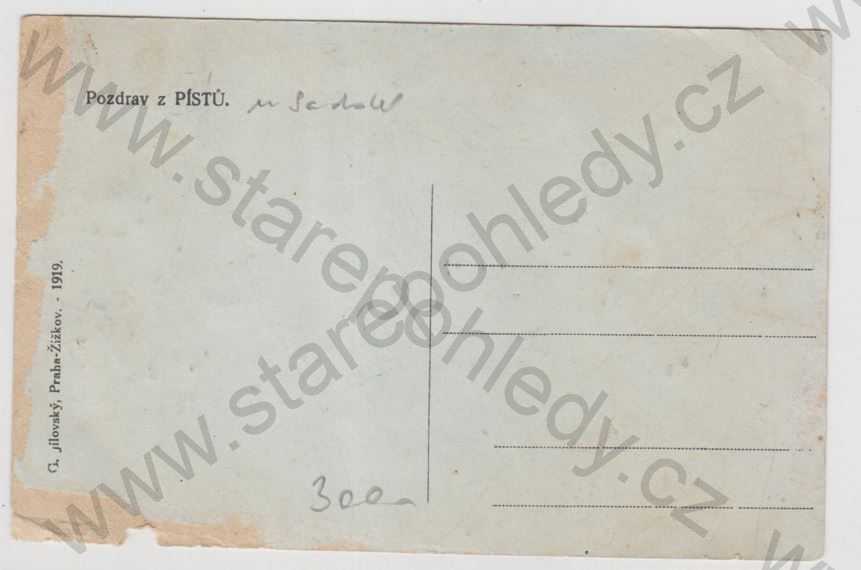 Pozdrav z PÍSTŮ. u Sadské
G. Jílovský, Praha-Žižkov. - 1919.
300,-
www.starepohledy.cz
www.starepohledy.cz